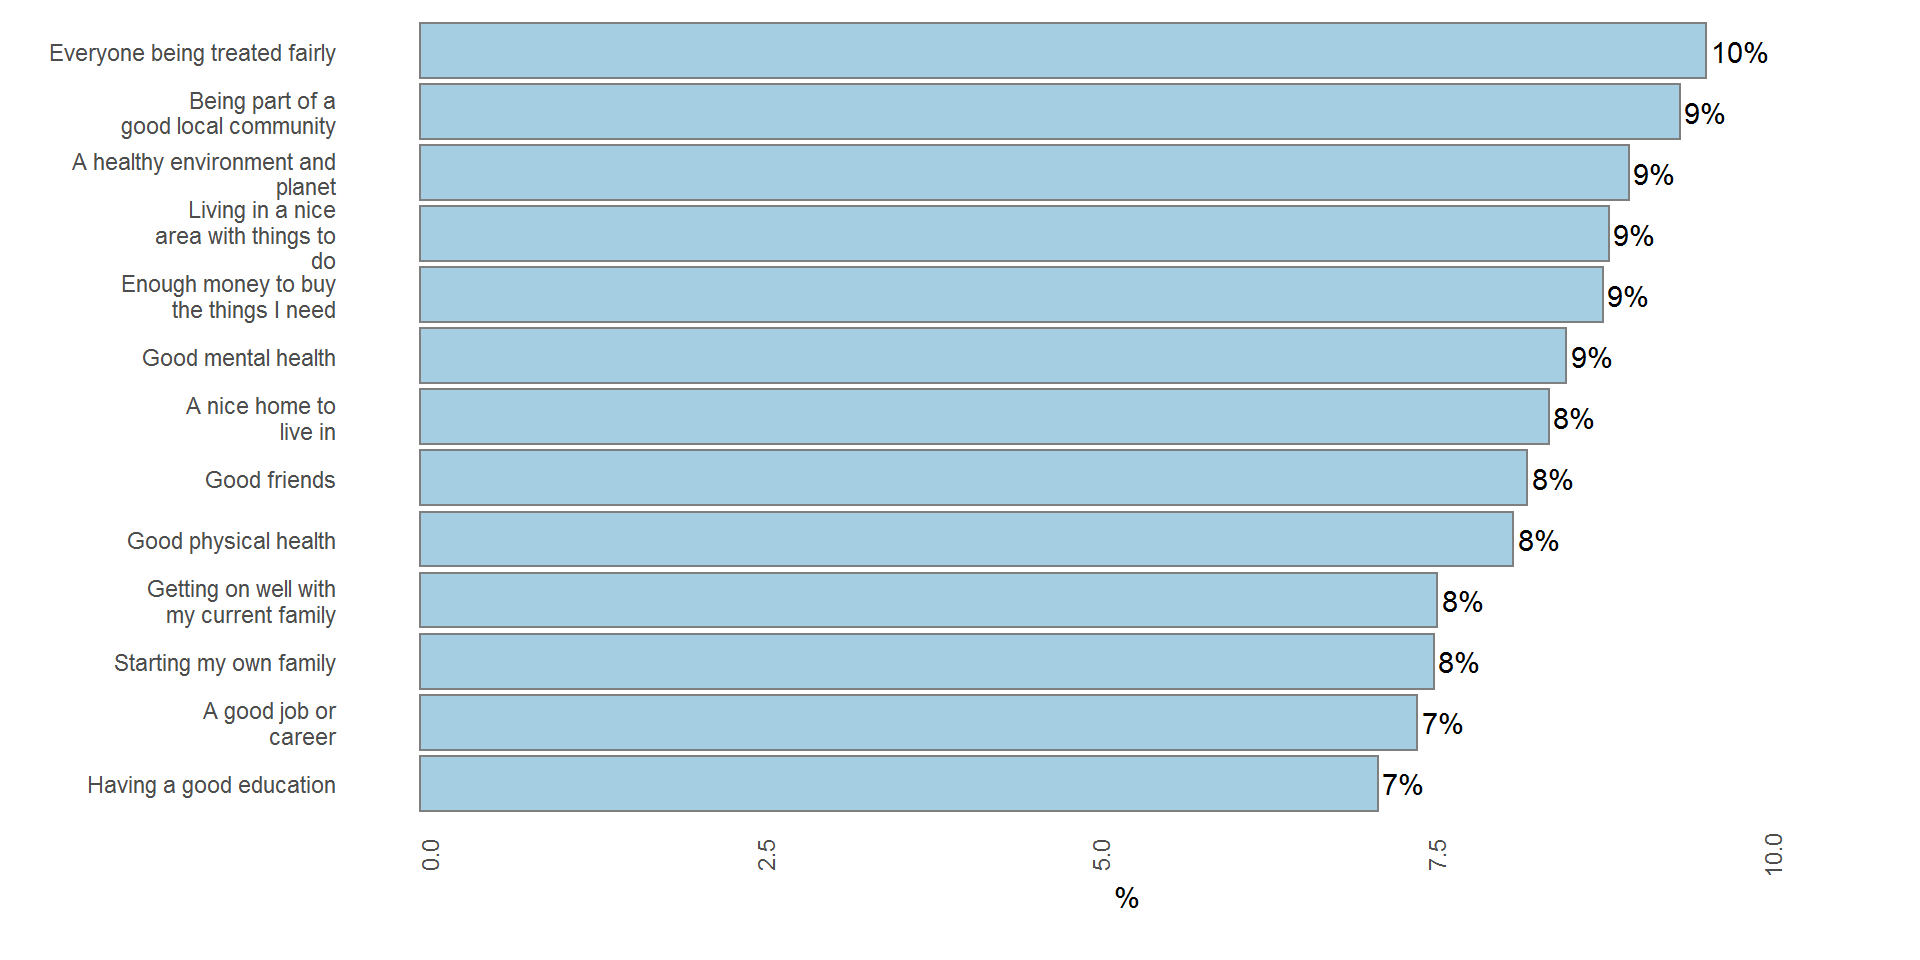 Everyone being treated fairly
10%
Being part of a
good local community
9%
A healthy environment and
planet
9%
Living in a nice
area with things to
do
9%
Enough money to buy
the things I need
9%
Good mental health
9%
A nice home to
live in
8%
Good friends
8%
Good physical health
8%
Getting on well with
my current family
8%
Starting my own family
8%
A good job or
career
7%
Having a good education
7%
0.0
2.5
5.0
7.5
10.0
%